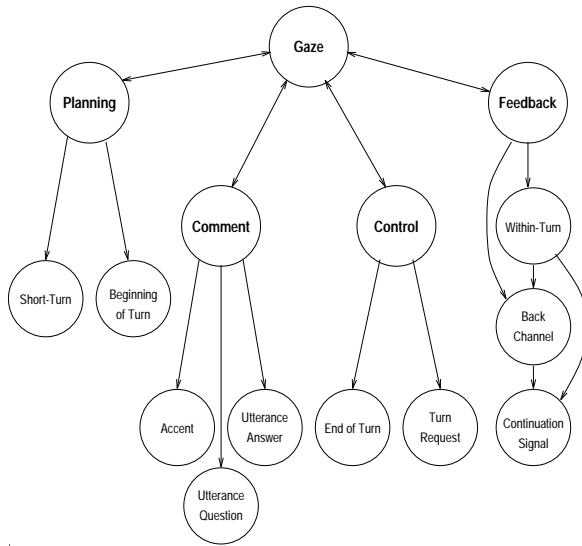 Gaze
Planning
Feedback
Comment
Control
Within-Turn
Short-Turn
Beginning
of Turn
Back
Channel
Accent
Utterance
Answer
End of Turn
Turn
Request
Continuation
Signal
Utterance
Question